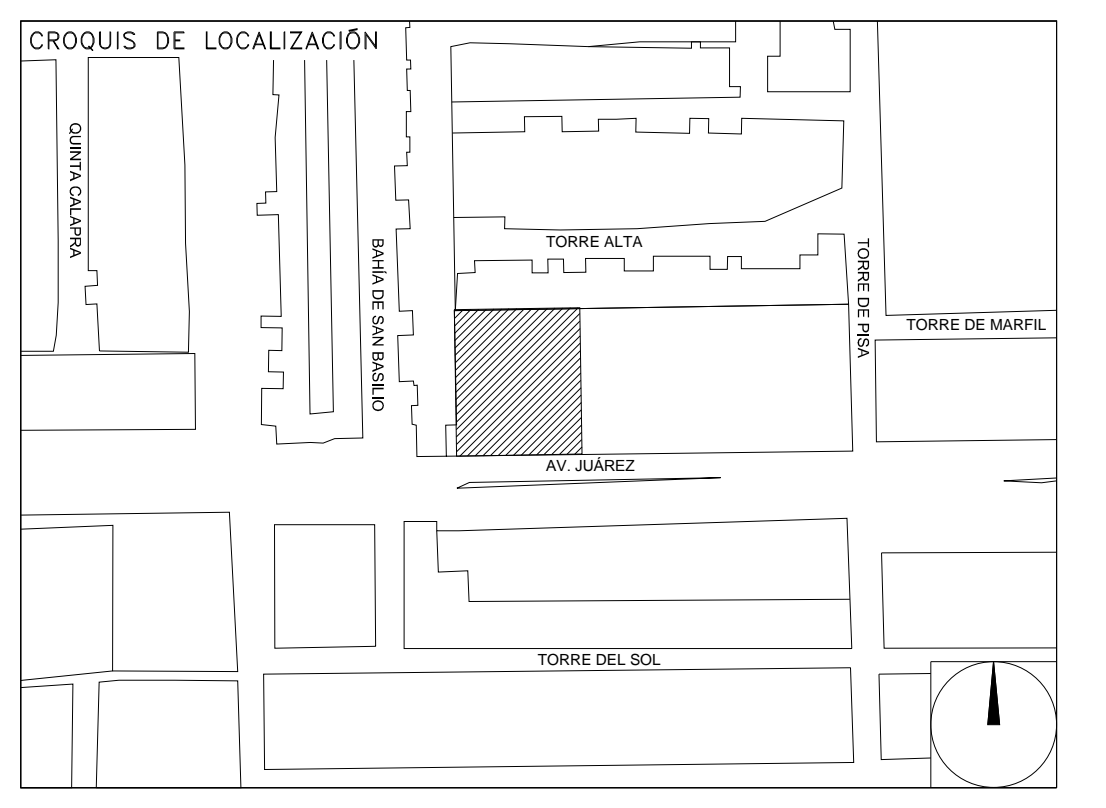 CROQUIS DE LOCALIZACIÓN
QUINTA CALAPRA
BAHÍA DE SAN BASILIO
TORRE ALTA
TORRE DE PISA
TORRE DE MARFIL
AV. JUÁREZ
TORRE DEL SOL